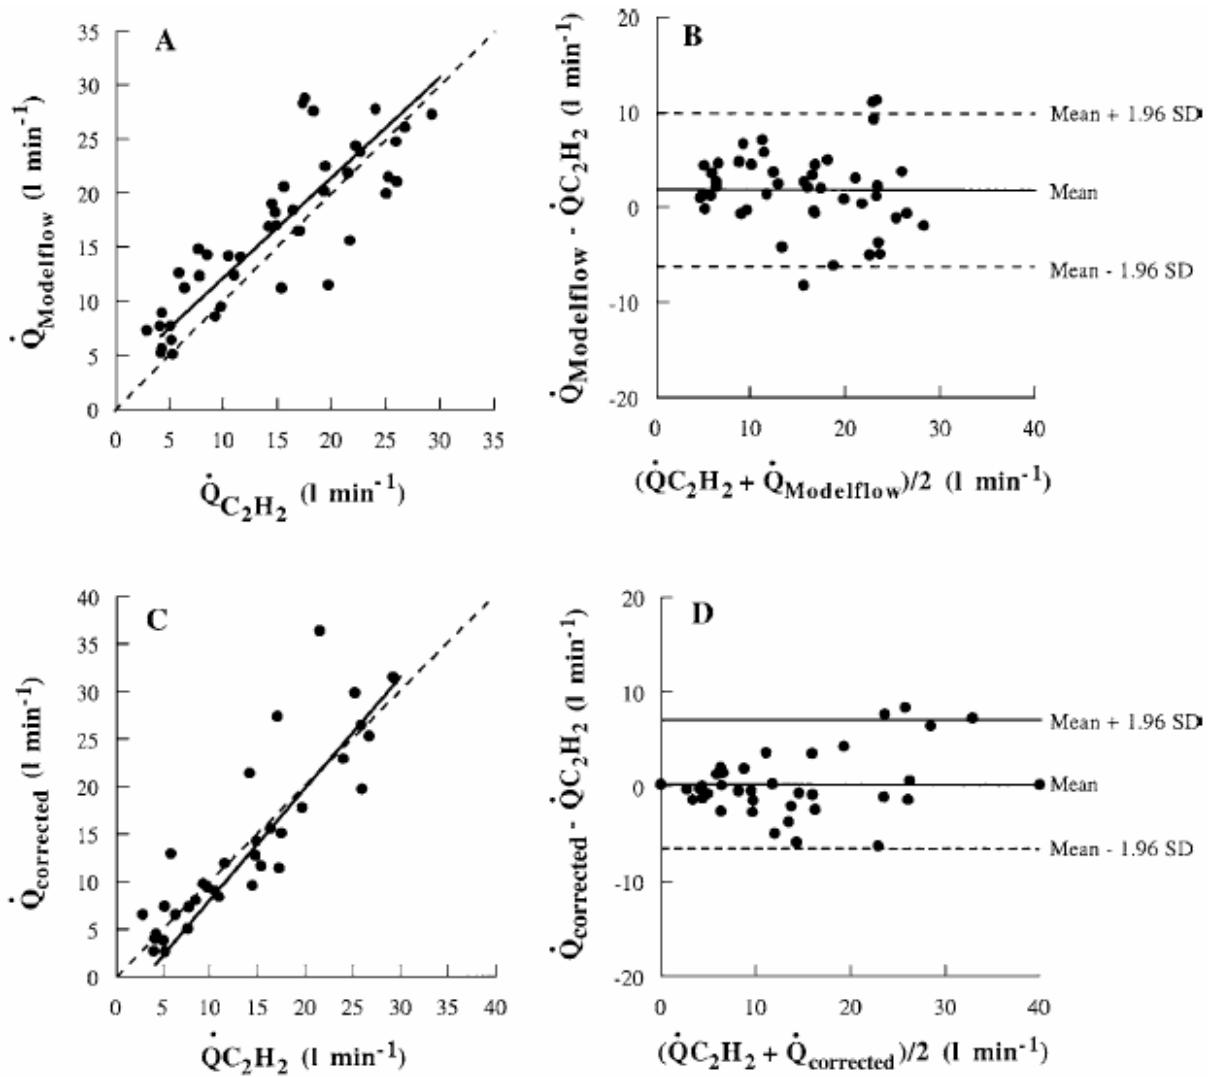 A
35
30
25
20
15
10
5
0
0 5 10 15 20 25 30 35
Q̇Modelflow (l min⁻¹)
Q̇C₂H₂ (l min⁻¹)
B
20
10
0
-10
-20
0 10 20 30 40
Q̇Modelflow - Q̇C₂H₂ (l min⁻¹)
Mean + 1.96 SD
Mean
Mean - 1.96 SD
(Q̇C₂H₂ + Q̇Modelflow)/2 (l min⁻¹)
C
40
35
30
25
20
15
10
5
0
0 5 10 15 20 25 30 35 40
Q̇corrected (l min⁻¹)
Q̇C₂H₂ (l min⁻¹)
D
20
10
0
-10
-20
0 10 20 30 40
Q̇corrected - Q̇C₂H₂ (l min⁻¹)
Mean + 1.96 SD
Mean
Mean - 1.96 SD
(Q̇C₂H₂ + Q̇corrected)/2 (l min⁻¹)